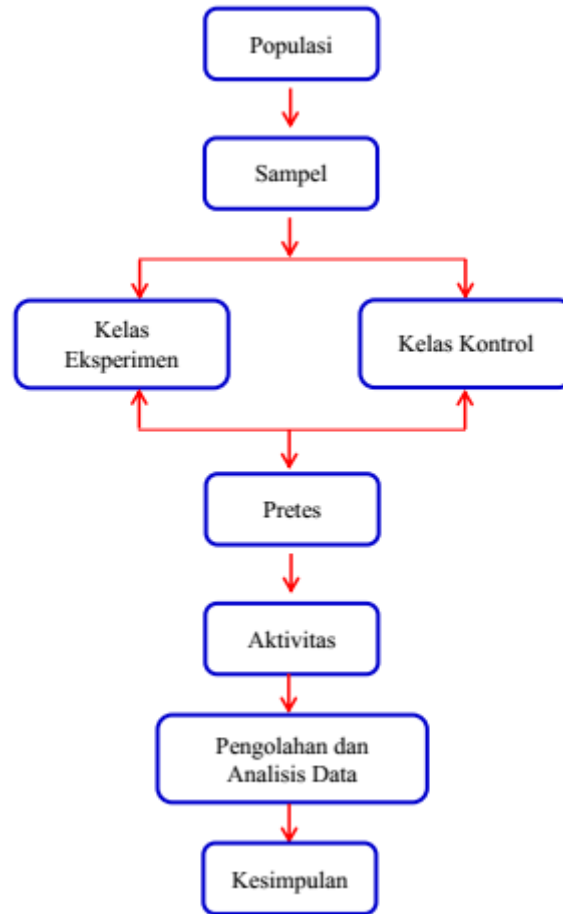 Populasi
Sampel
Kelas
Eksperimen
Kelas Kontrol
Pretes
Aktivitas
Pengolahan dan
Analisis Data
Kesimpulan